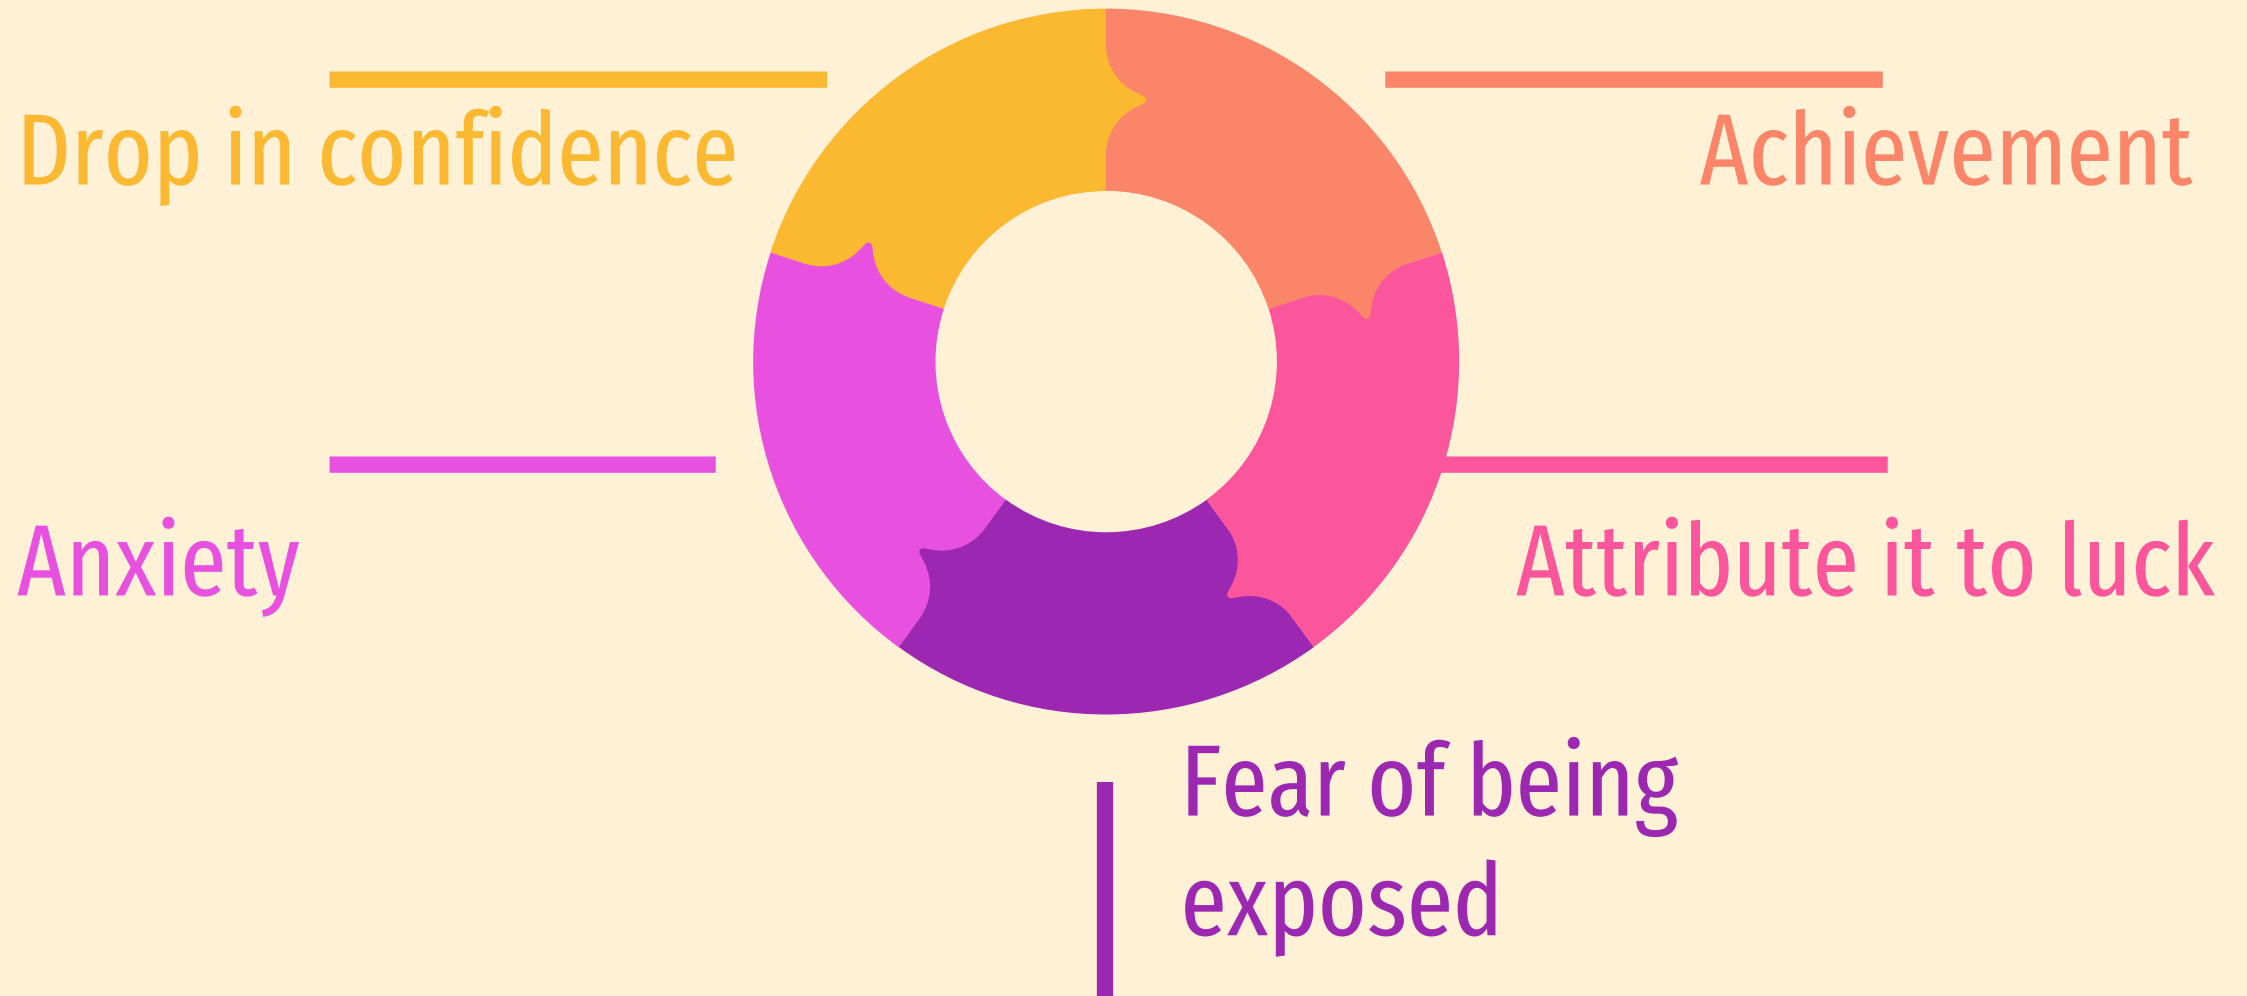 Drop in confidence
Achievement
Anxiety
Attribute it to luck
Fear of being
exposed